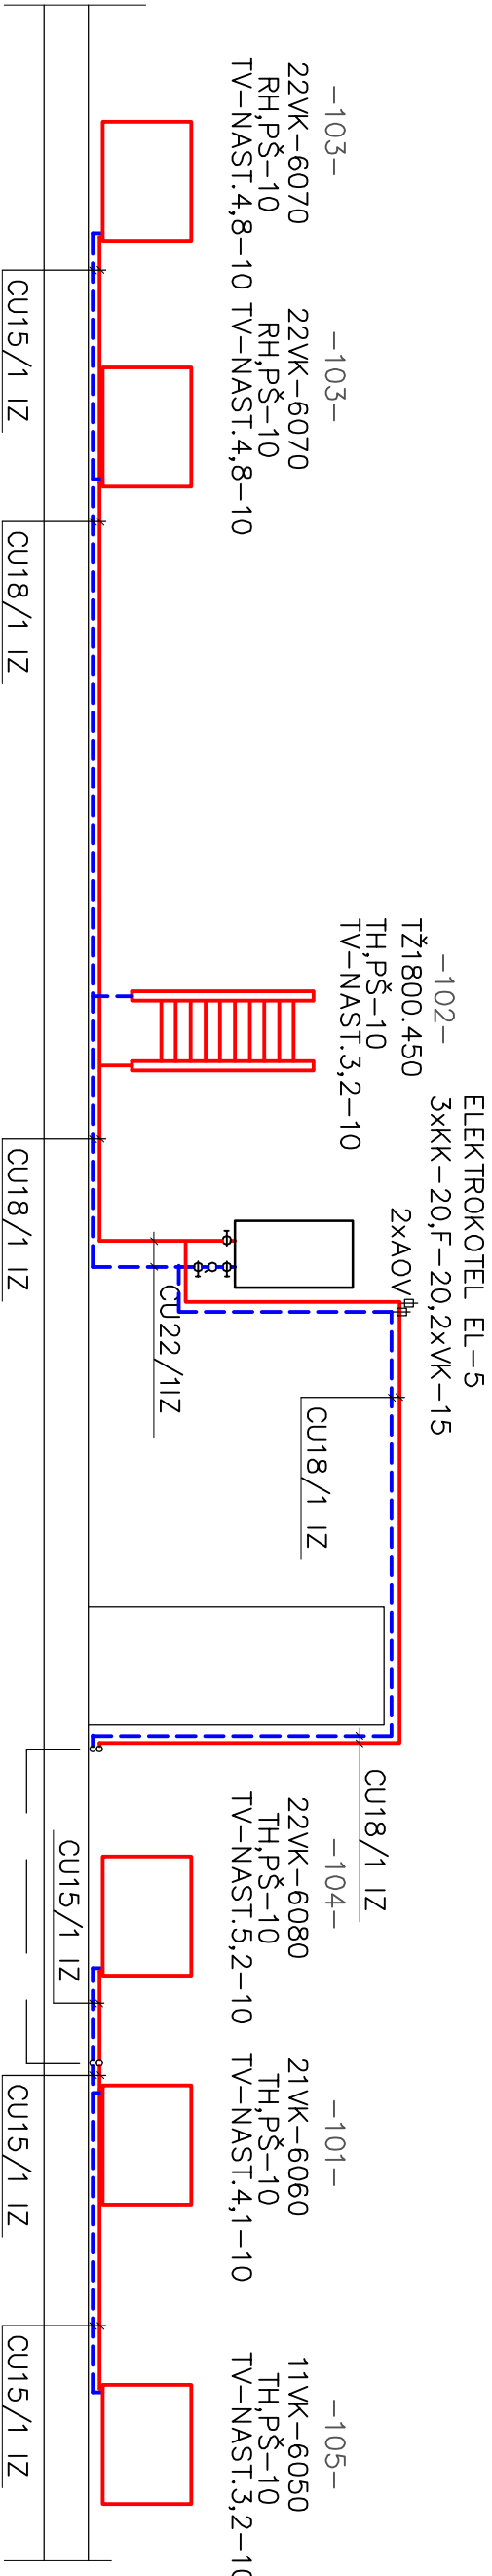 -103-
22VK-6070
RH,PŠ-10
TV-NAST.4,8-10
-103-
22VK-6070
RH,PŠ-10
TV-NAST.4,8-10
-102-
TŽ1800.450
TH,PŠ-10
TV-NAST.3,2-10
ELEKTROKOTEL EL-5
3xKK-20,F-20,2xVK-15
2xAOV
CU22/1IZ
CU18/1 IZ
CU18/1 IZ
-104-
22VK-6080
TH,PŠ-10
TV-NAST.5,2-10
-101-
21VK-6060
TH,PŠ-10
TV-NAST.4,1-10
-105-
11VK-6050
TH,PŠ-10
TV-NAST.3,2-10
CU15/1 IZ
CU18/1 IZ
CU18/1 IZ
CU15/1 IZ
CU15/1 IZ
CU15/1 IZ